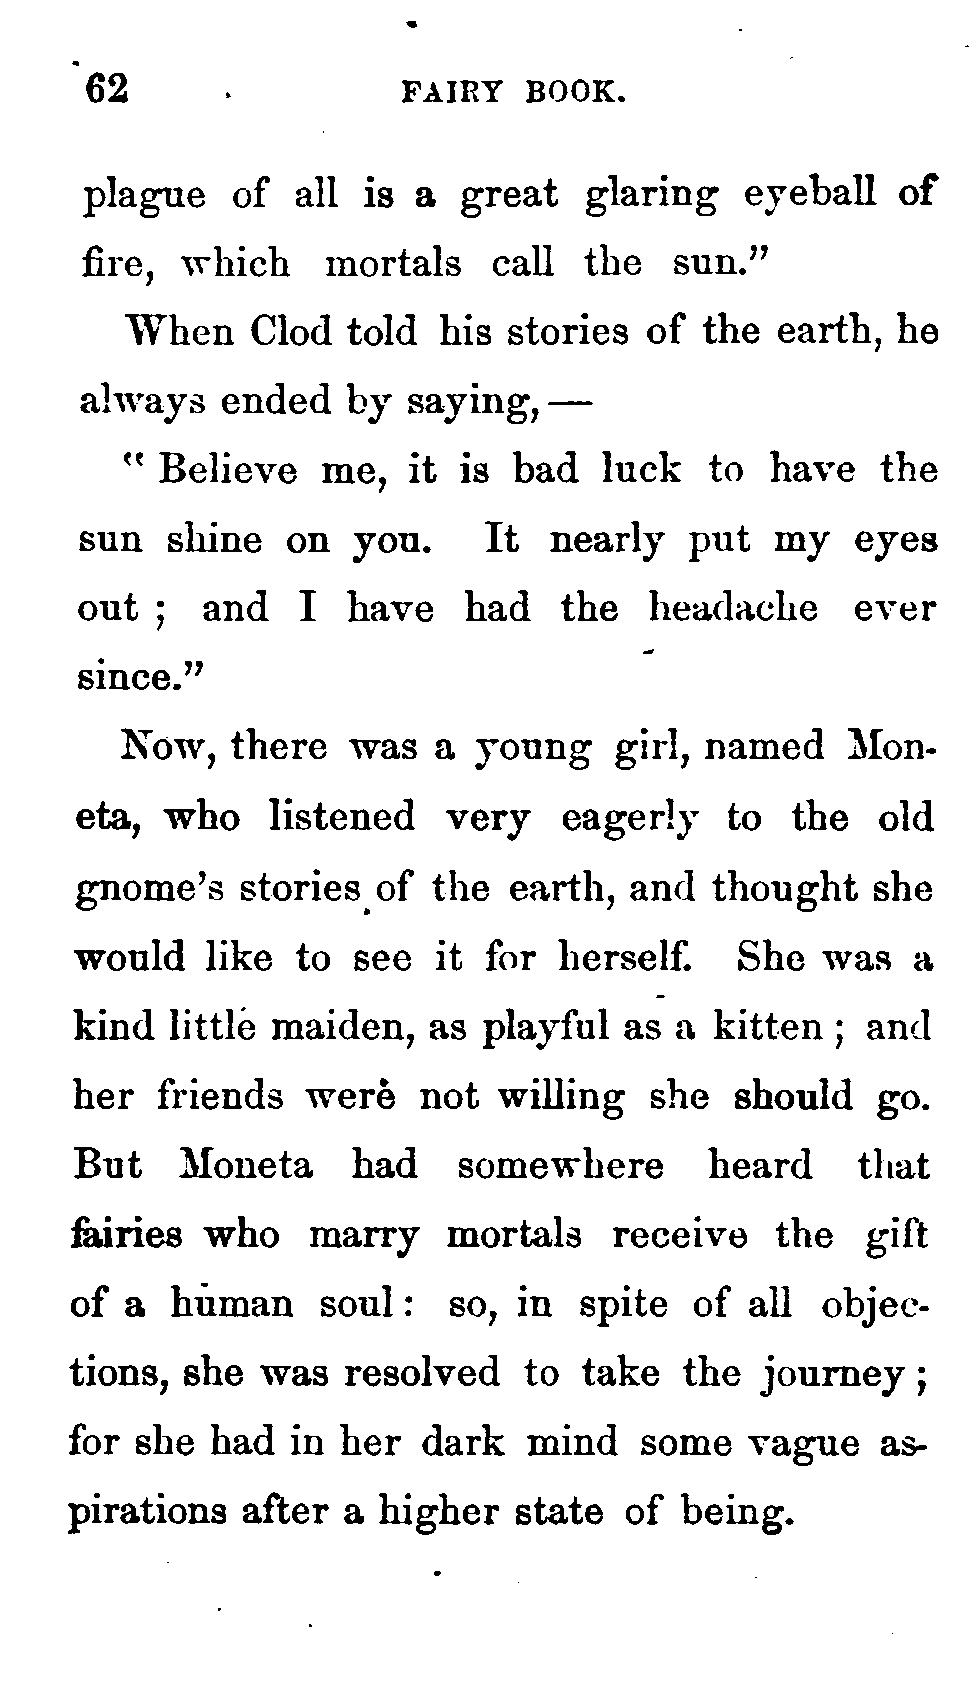 62 FAIRY BOOK.
plague of all is a great glaring eyeball of
fire, which mortals call the sun."
When Clod told his stories of the earth, he
always ended by saying,—
"Believe me, it is bad luck to have the
sun shine on you. It nearly put my eyes
out ; and I have had the headache ever
since."
Now, there was a young girl, named Mon-
eta, who listened very eagerly to the old
gnome's stories of the earth, and thought she
would like to see it for herself. She was a
kind little maiden, as playful as a kitten ; and
her friends were not willing she should go.
But Moneta had somewhere heard that
fairies who marry mortals receive the gift
of a human soul : so, in spite of all objec-
tions, she was resolved to take the journey ;
for she had in her dark mind some vague as-
pirations after a higher state of being.